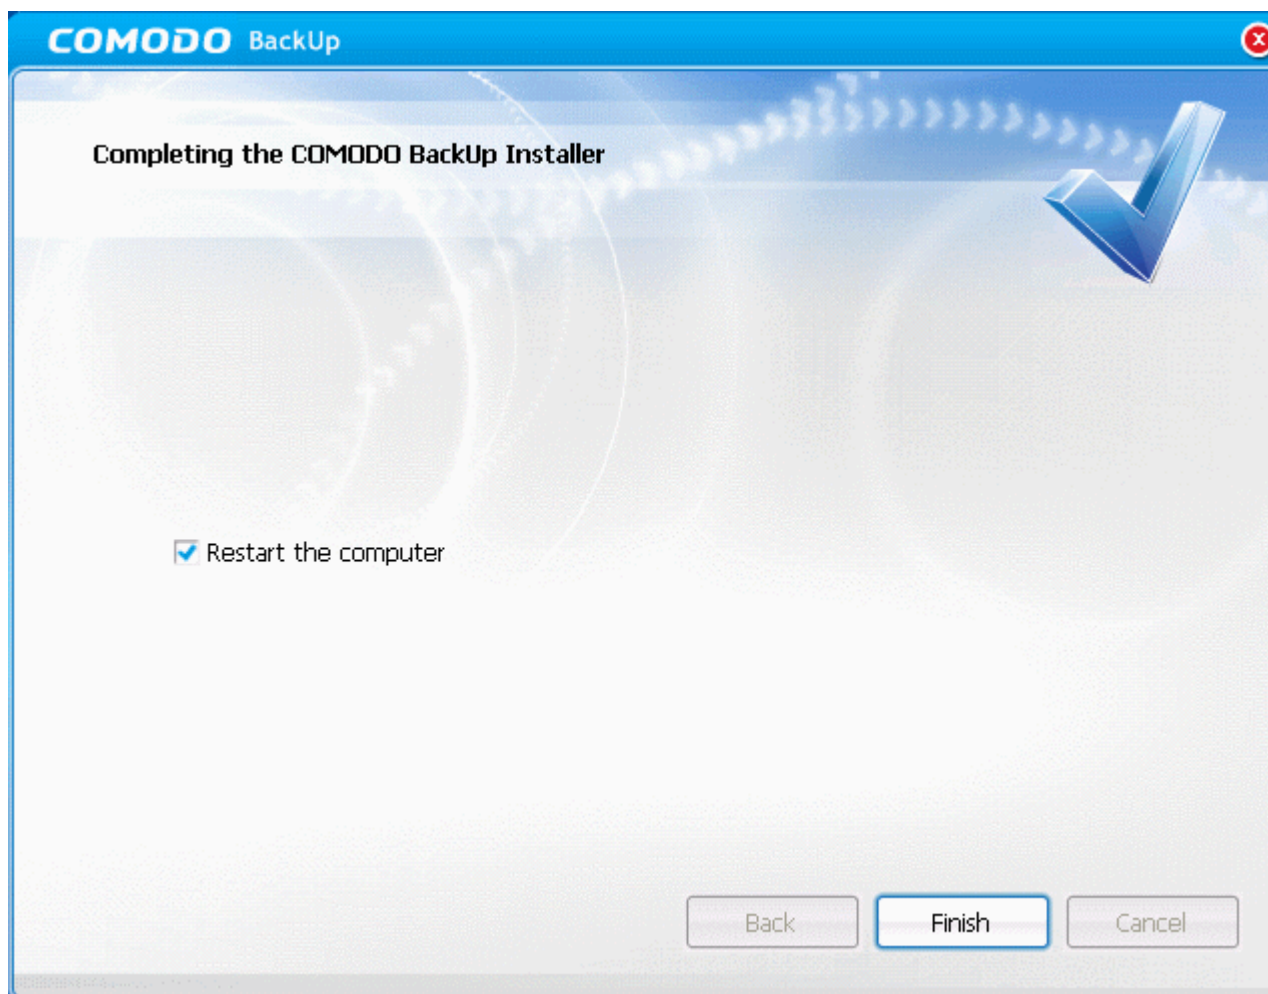 COMODO BackUp
Completing the COMODO BackUp Installer
Restart the computer
Back Finish Cancel